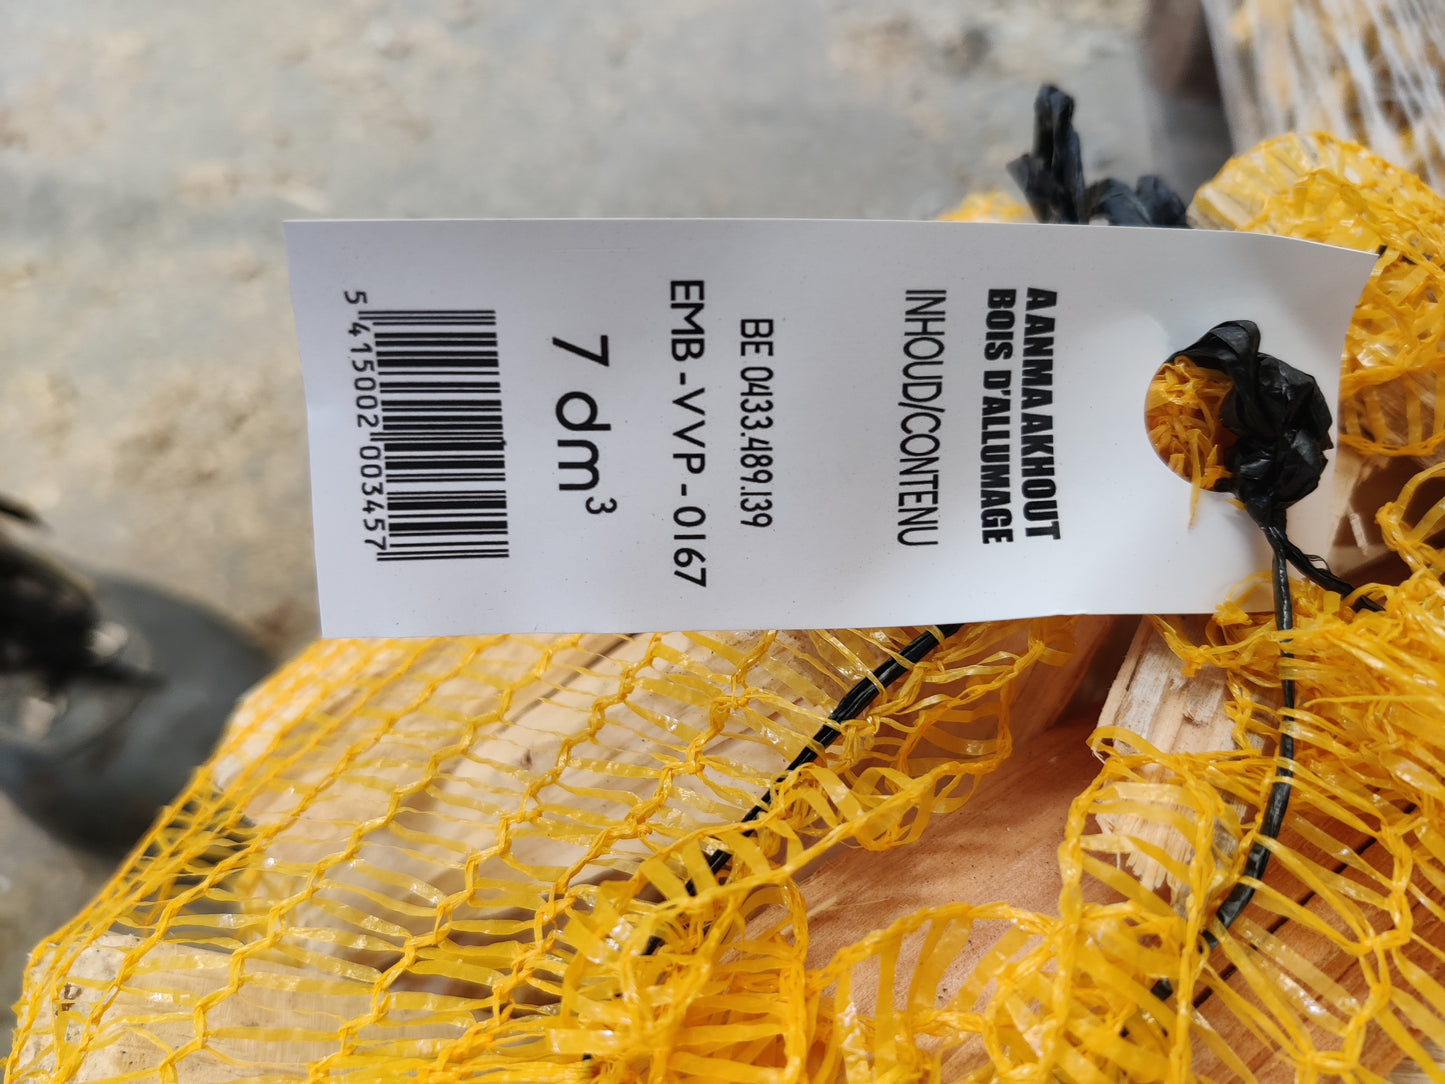 AANMAAKHOUT
BOIS D'ALLUMAGE
INHOUD/CONTENU
BE 0433.489.139
EMB-VVP-0167
7 dm³
5 415002 003457